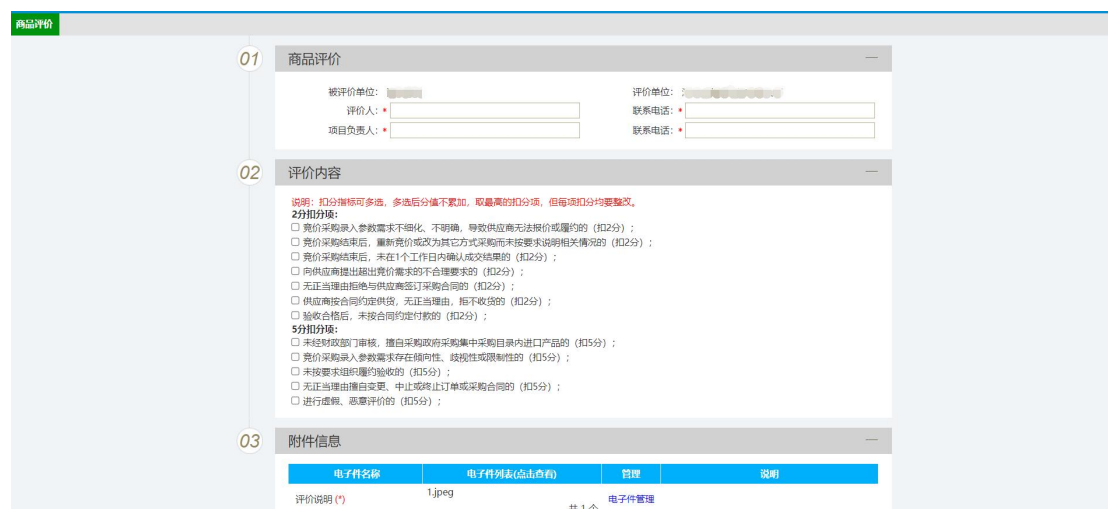 商品评价
01 商品评价
被评价单位： 评价单位：
评价人：* 联系电话：*
项目负责人：* 联系电话：*
02 评价内容
说明：扣分指标可多选，多选后分值不累加，取最高的扣分项，但每项扣分均要整改。
2分扣分项：
竞价采购录入参数需求不细化、不明确，导致供应商无法报价或履约的（扣2分）；
竞价采购结束后，重新竞价或改为其它方式采购而未按要求说明相关情况的（扣2分）；
竞价采购结束后，未在1个工作日内确认成交结果的（扣2分）；
向供应商提出超出竞价需求的不合理要求的（扣2分）；
无正当理由拒绝与供应商签订采购合同的（扣2分）；
供应商按合同约定供货，无正当理由，拒不收货的（扣2分）；
验收合格后，未按合同约定付款的（扣2分）；
5分扣分项：
未经财政部门审核，擅自采购政府采购集中采购目录内进口产品的（扣5分）；
竞价采购录入参数需求存在倾向性、歧视性或限制性的（扣5分）；
未按要求组织履约验收的（扣5分）；
无正当理由擅自变更、中止或终止订单或采购合同的（扣5分）；
进行虚假、恶意评价的（扣5分）；
03 附件信息
电子件名称 电子件列表(点击查看) 管理 说明
评价说明 (*) 1.jpeg 电子件管理
共 1 个